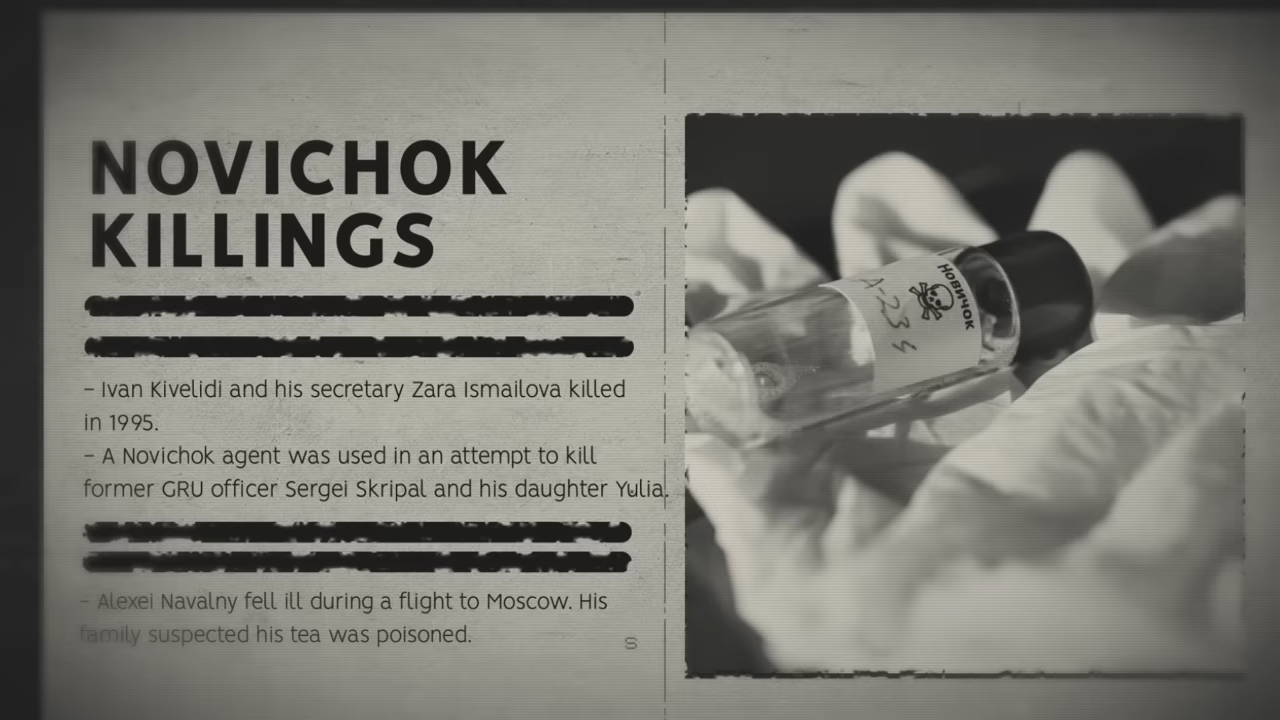 NOVICHOK
KILLINGS
– Ivan Kivelidi and his secretary Zara Ismailova killed
in 1995.
– A Novichok agent was used in an attempt to kill
former GRU officer Sergei Skripal and his daughter Yulia.
– Alexei Navalny fell ill during a flight to Moscow. His
family suspected his tea was poisoned.
S
Новичок
A-234